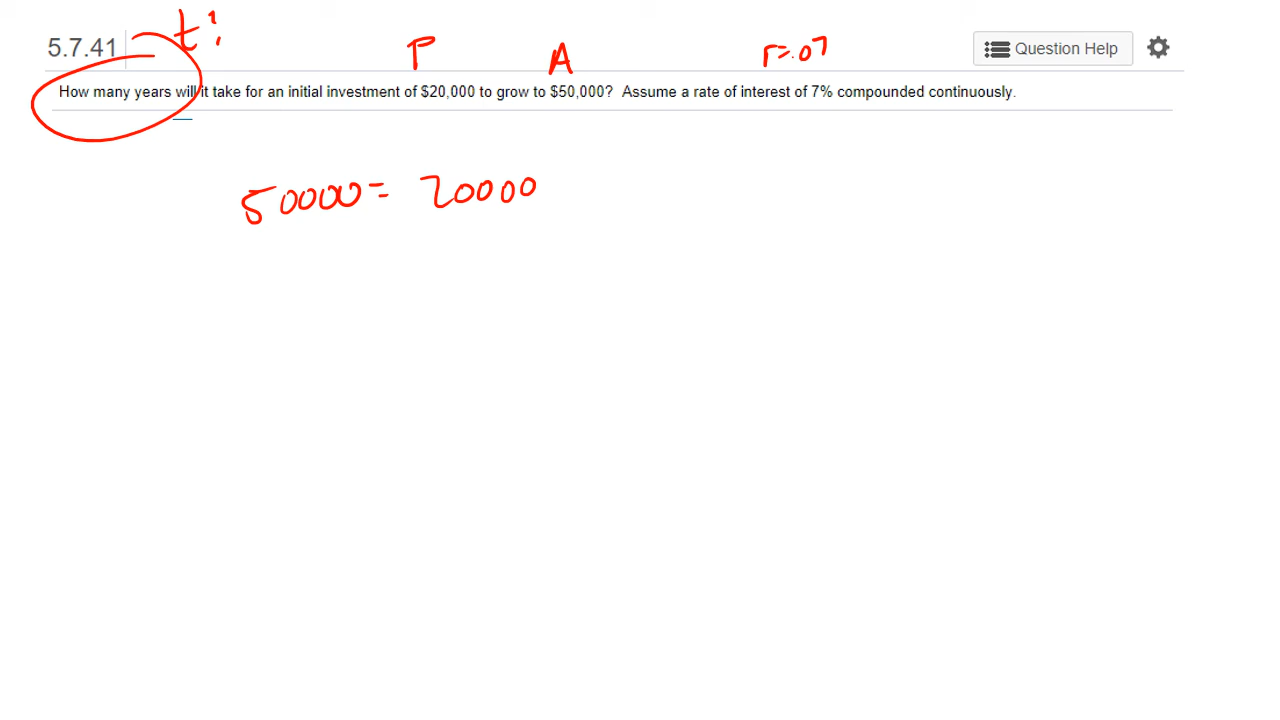 t?
5.7.41
P A r=.07
Question Help
How many years will it take for an initial investment of $20,000 to grow to $50,000? Assume a rate of interest of 7% compounded continuously.
50000= 20000